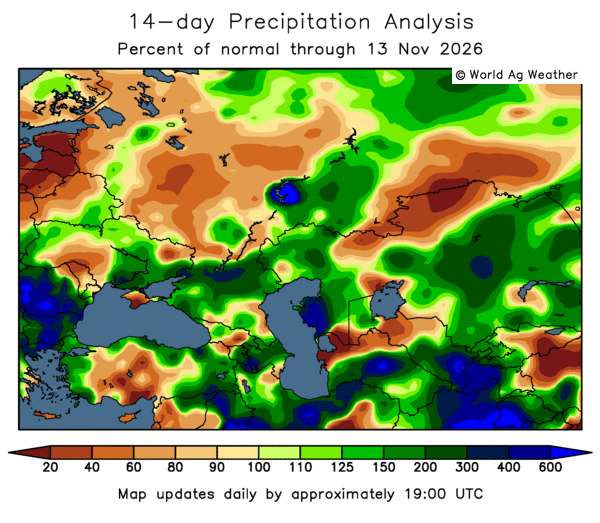 14-day Precipitation Analysis
Percent of normal through 13 Nov 2026
© World Ag Weather
20 40 60 80 90 100 110 125 150 200 300 400 600
Map updates daily by approximately 19:00 UTC